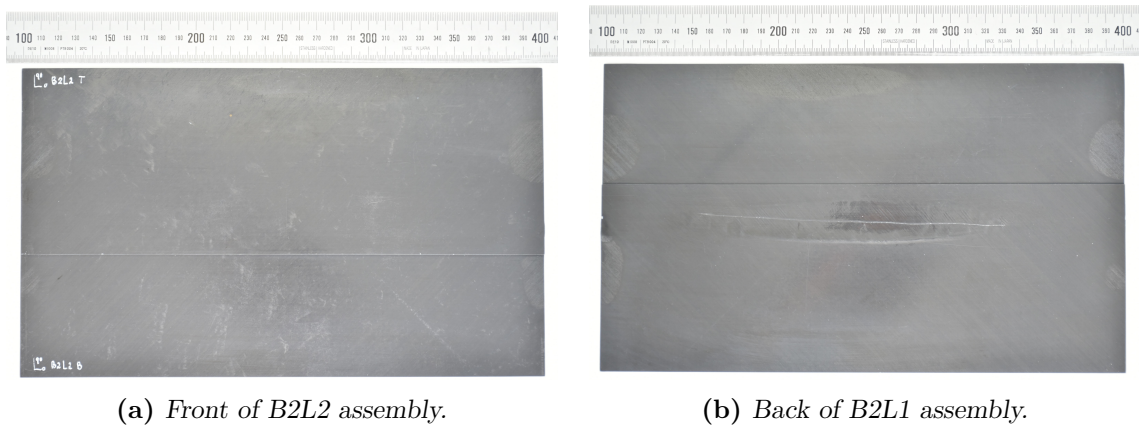 100 110 120 130 140 150 160 170 180 190 200 210 220 230 240 250 260 270 280 290 300 310 320 330 340 350 360 370 380 390 400
100 110 120 130 140 150 160 170 180 190 200 210 220 230 240 250 260 270 280 290 300 310 320 330 340 350 360 370 380 390 400
B2L2 T
B2L2 B
(a) Front of B2L2 assembly.
(b) Back of B2L1 assembly.